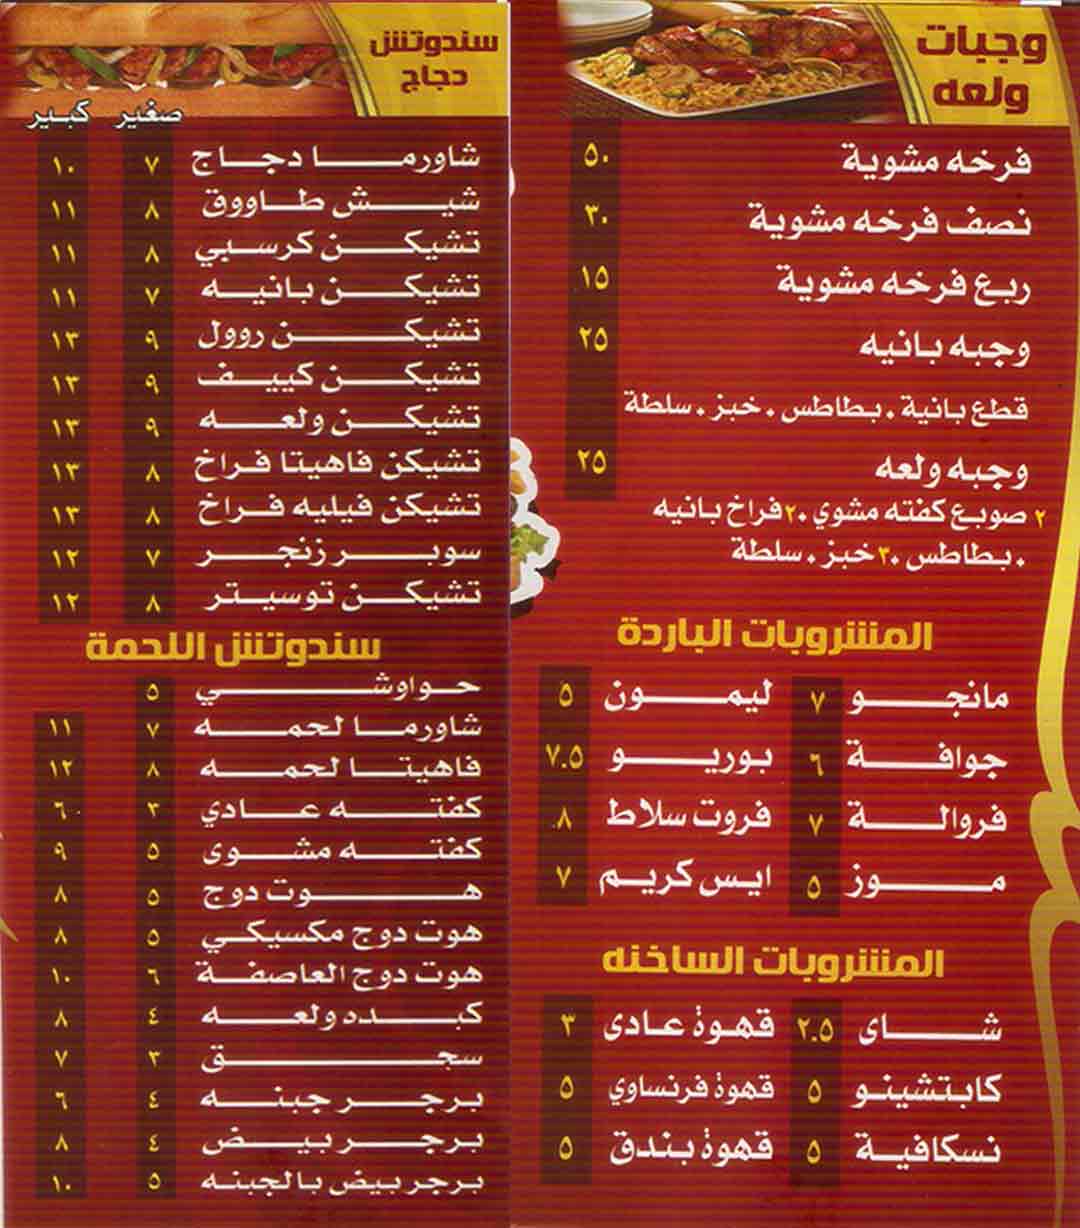 وجبات
ولعه
فرخه مشوية ٥٠
نصف فرخه مشوية ٣٠
ربع فرخه مشوية ١٥
وجبه بانيه ٢٥
قطع بانية . بطاطس . خبز . سلطة
وجبه ولعه ٢٥
٢ صوبع كفته مشوي .٢ فراخ بانيه
. بطاطس .٣ خبز . سلطة
المشروبات الباردة
مانجو ٧ ليمون ٥
جوافة ٦ بوريو ٧.٥
فروالة ٧ فروت سلاط ٨
موز ٥ ايس كريم ٧
المشروبات الساخنه
شاى ٢.٥ قهوة عادى ٣
كابتشينو ٥ قهوة فرنساوي ٥
نسكافية ٥ قهوة بندق ٥
سندوتش
دجاج
صغير كبير
شاورما دجاج ٧ ١٠
شيش طاووق ٨ ١١
تشيكن كرسبي ٨ ١١
تشيكن بانيه ٧ ١١
تشيكن روول ٩ ١٣
تشيكن كييف ٩ ١٣
تشيكن ولعه ٩ ١٣
تشيكن فاهيتا فراخ ٨ ١٣
تشيكن فيليه فراخ ٨ ١٣
سوبر زنجر ٧ ١٢
تشيكن توسيتر ٨ ١٢
سندوتش اللحمة
حواوشي ٥
شاورما لحمه ٧ ١١
فاهيتا لحمه ٨ ١٢
كفته عادي ٣ ٦
كفته مشوى ٥ ٩
هوت دوج ٥ ٨
هوت دوج مكسيكي ٥ ٨
هوت دوج العاصفة ٦ ١٠
كبده ولعه ٤ ٨
سجق ٣ ٧
برجر جبنه ٤ ٦
برجر بيض ٤ ٨
برجر بيض بالجبنه ٥ ١٠